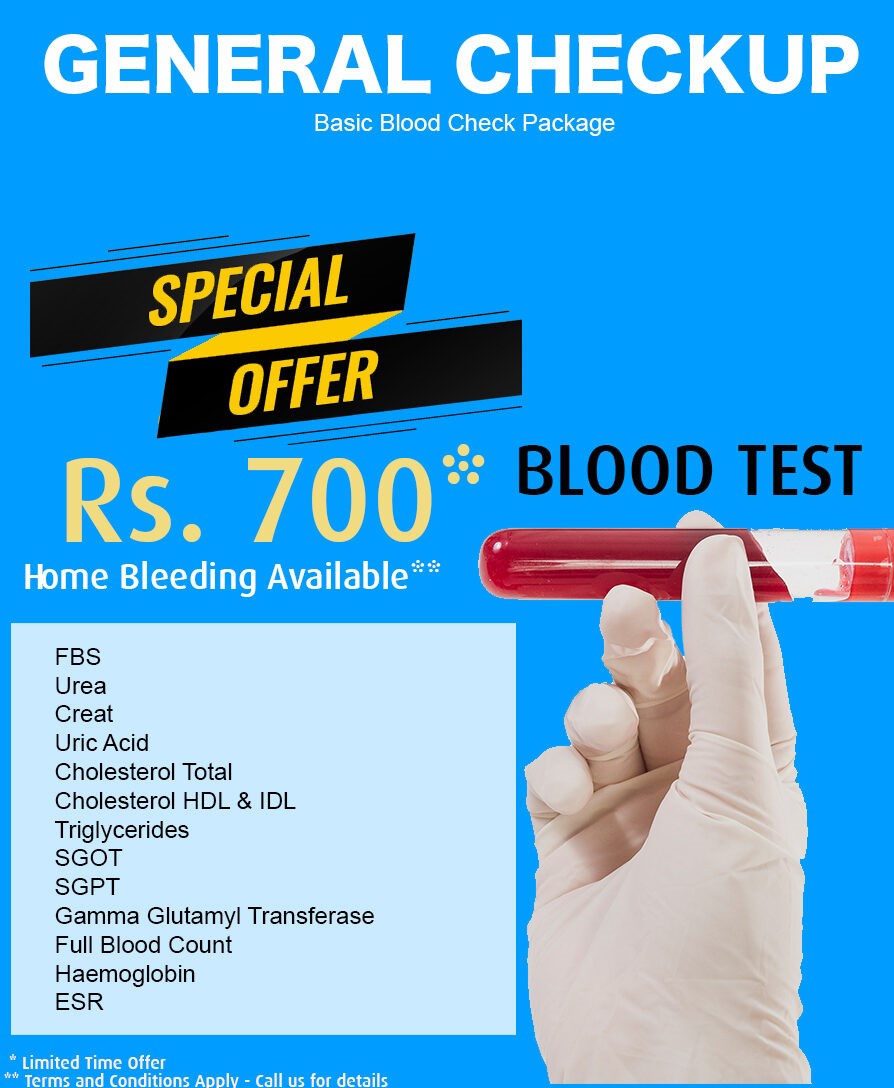 GENERAL CHECKUP
Basic Blood Check Package
SPECIAL
OFFER
Rs. 700*
BLOOD TEST
Home Bleeding Available**
FBS
Urea
Creat
Uric Acid
Cholesterol Total
Cholesterol HDL & IDL
Triglycerides
SGOT
SGPT
Gamma Glutamyl Transferase
Full Blood Count
Haemoglobin
ESR
* Limited Time Offer
** Terms and Conditions Apply - Call us for details